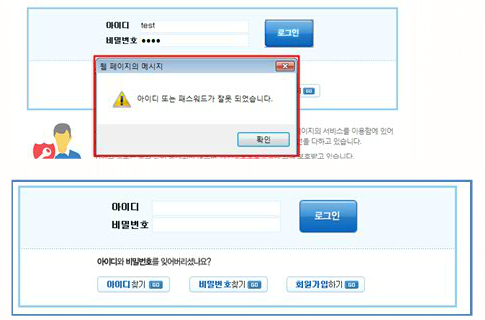 아이디 test
비밀번호 ●●●●
로그인
웹 페이지의 메시지
아이디 또는 패스워드가 잘못 되었습니다.
확인
GO
이지의 서비스를 이용함에 있어
을 다하고 있습니다.
보호받고 있습니다.
아이디
비밀번호
로그인
아이디와 비밀번호를 잊어버리셨나요?
아이디찾기 GO 비밀번호찾기 GO 회원가입하기 GO